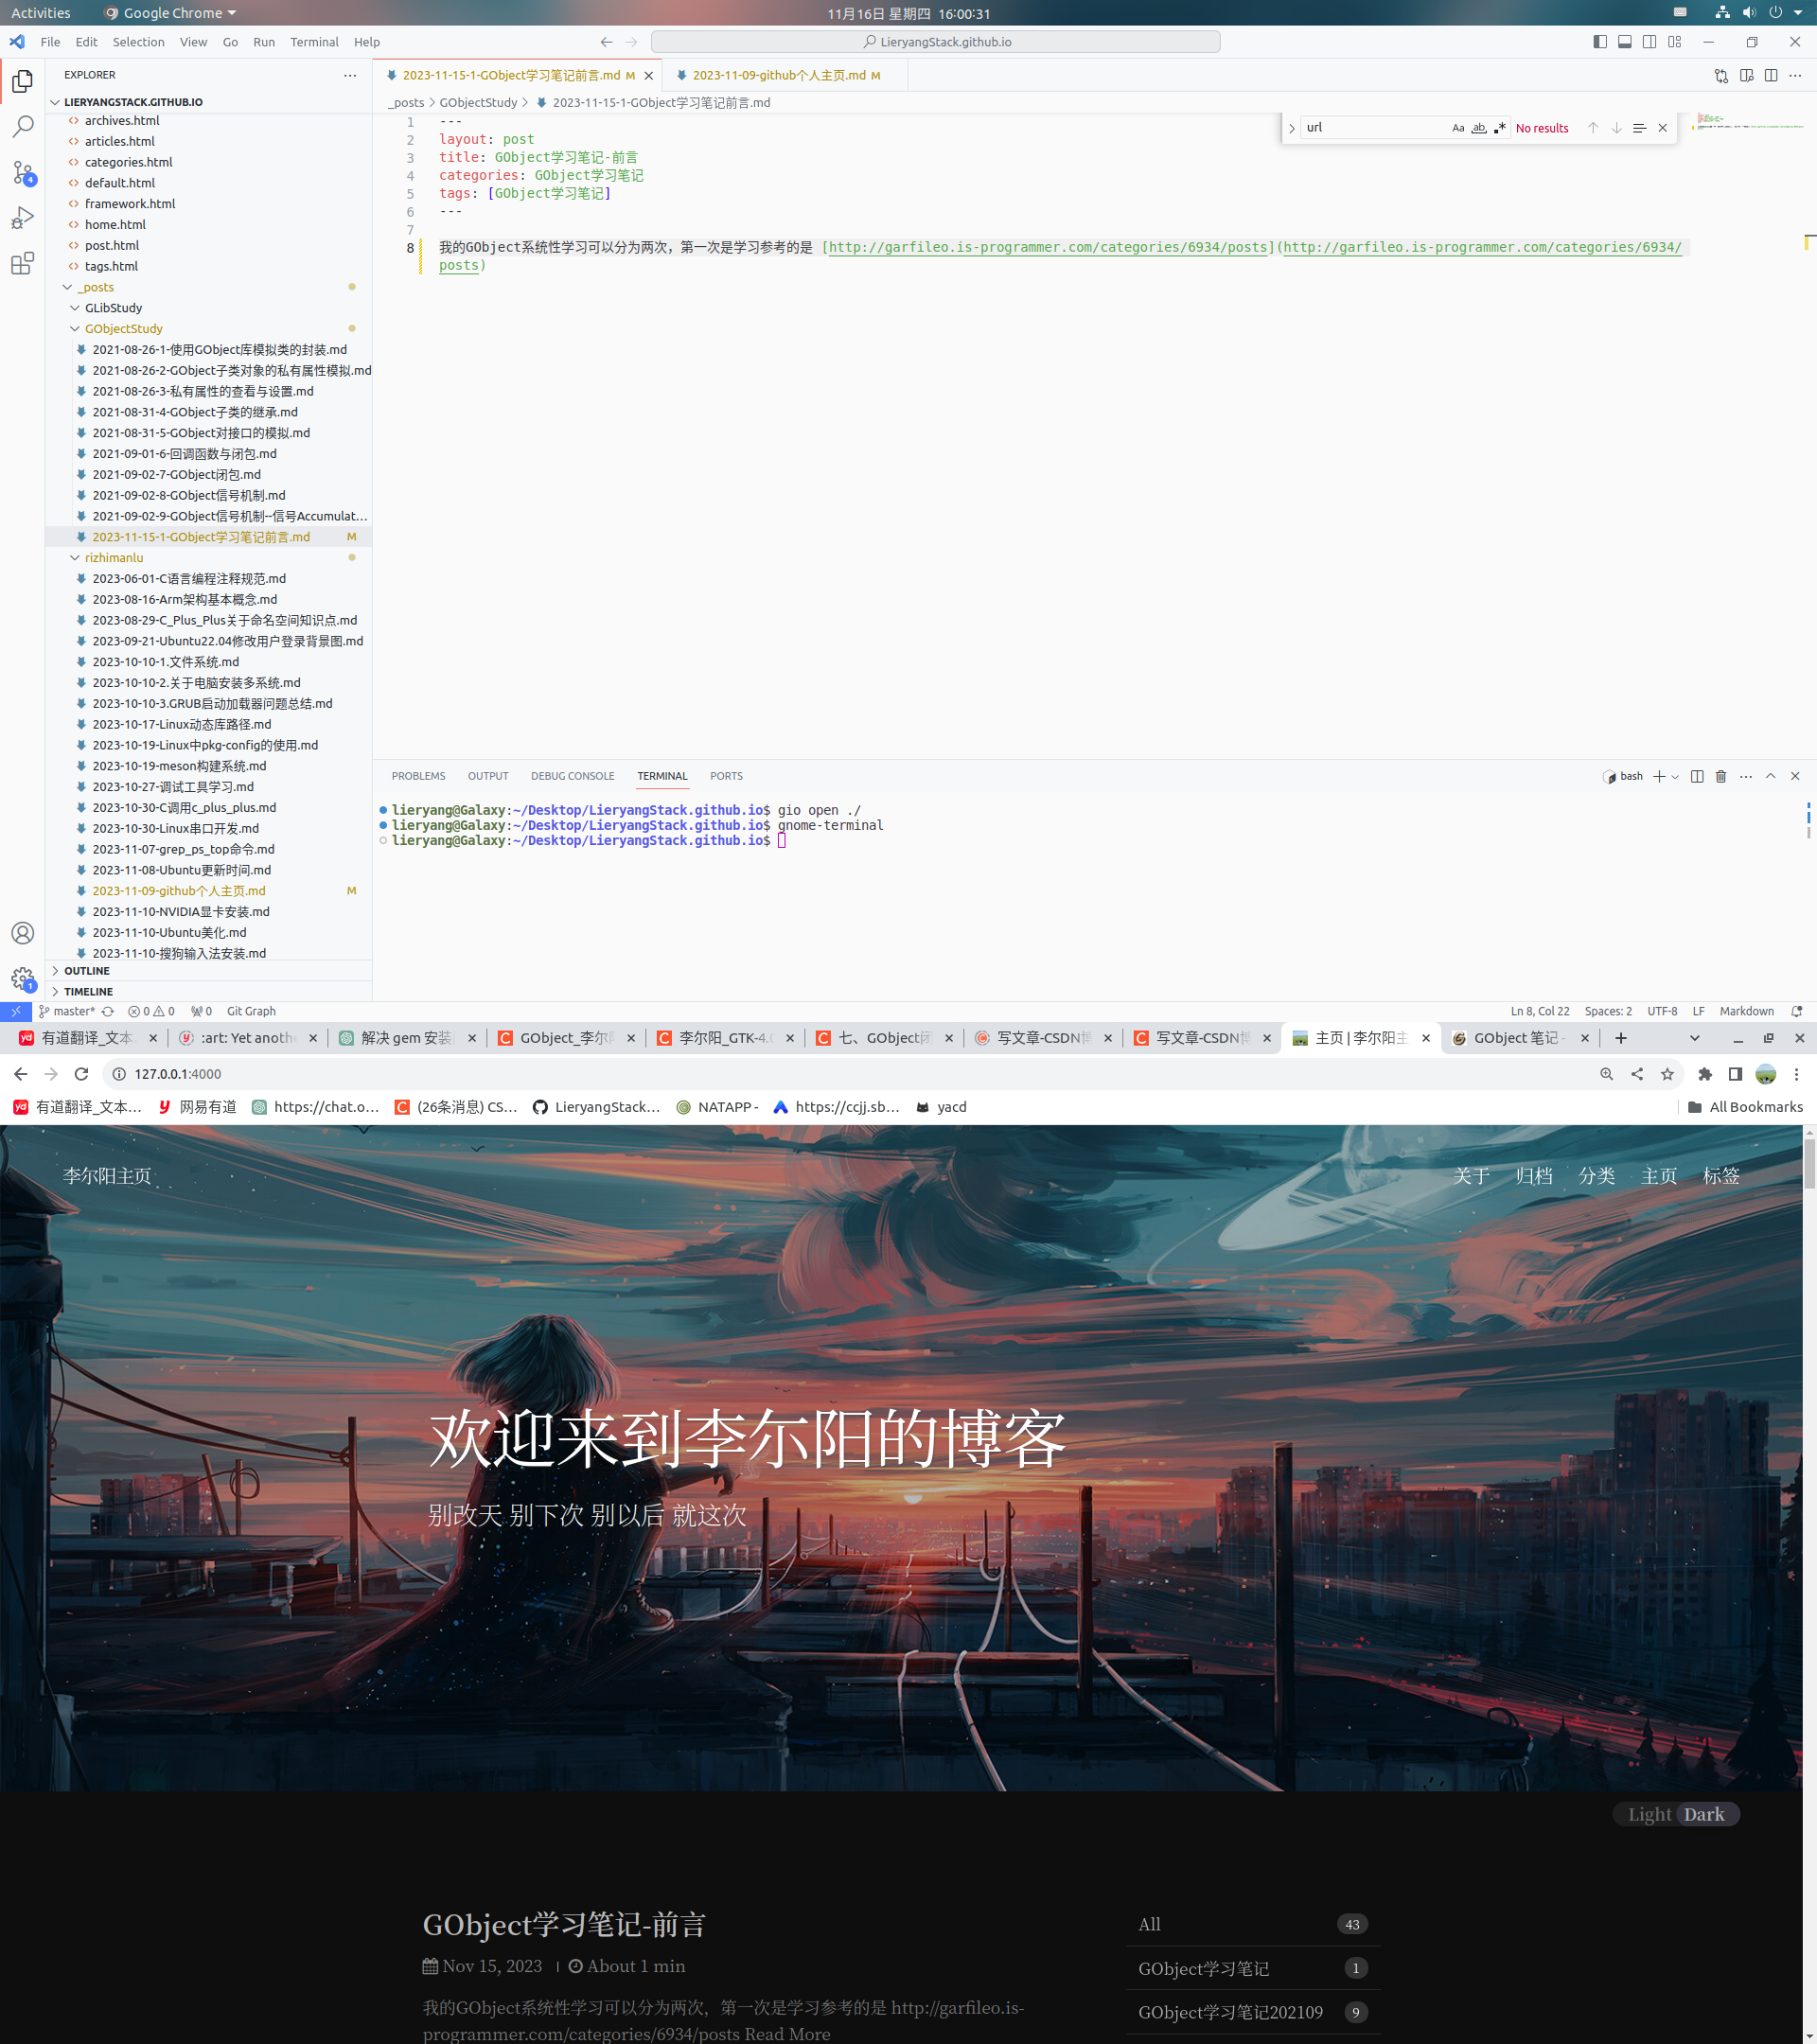 Activities Google Chrome 11月16日 星期四 16:00:31
File Edit Selection View Go Run Terminal Help LieryangStack.github.io
EXPLORER
LIERYANGSTACK.GITHUB.IO
archives.html
articles.html
categories.html
default.html
framework.html
home.html
post.html
tags.html
_posts
GLibStudy
GObjectStudy
2021-08-26-1-使用GObject库模拟类的封装.md
2021-08-26-2-GObject子类对象的私有属性模拟.md
2021-08-26-3-私有属性的查看与设置.md
2021-08-31-4-GObject子类的继承.md
2021-08-31-5-GObject对接口的模拟.md
2021-09-01-6-回调函数与闭包.md
2021-09-02-7-GObject闭包.md
2021-09-02-8-GObject信号机制.md
2021-09-02-9-GObject信号机制--信号Accumulat...
2023-11-15-1-GObject学习笔记前言.md M
rizhimanlu
2023-06-01-C语言编程注释规范.md
2023-08-16-Arm架构基本概念.md
2023-08-29-C_Plus_Plus关于命名空间知识点.md
2023-09-21-Ubuntu22.04修改用户登录背景图.md
2023-10-10-1.文件系统.md
2023-10-10-2.关于电脑安装多系统.md
2023-10-10-3.GRUB启动加载器问题总结.md
2023-10-17-Linux动态库路径.md
2023-10-19-Linux中pkg-config的使用.md
2023-10-19-meson构建系统.md
2023-10-27-调试工具学习.md
2023-10-30-C调用c_plus_plus.md
2023-10-30-Linux串口开发.md
2023-11-07-grep_ps_top命令.md
2023-11-08-Ubuntu更新时间.md
2023-11-09-github个人主页.md M
2023-11-10-NVIDIA显卡安装.md
2023-11-10-Ubuntu美化.md
2023-11-10-搜狗输入法安装.md
OUTLINE
TIMELINE
4
1
2023-11-15-1-GObject学习笔记前言.md M 2023-11-09-github个人主页.md M
_posts > GObjectStudy > 2023-11-15-1-GObject学习笔记前言.md
url Aa ab No results
1 ---
2 layout: post
3 title: GObject学习笔记-前言
4 categories: GObject学习笔记
5 tags: [GObject学习笔记]
6 ---
7
8 我的GObject系统性学习可以分为两次，第一次是学习参考的是 [http://garfileo.is-programmer.com/categories/6934/posts](http://garfileo.is-programmer.com/categories/6934/
posts)
PROBLEMS OUTPUT DEBUG CONSOLE TERMINAL PORTS bash
lieryang@Galaxy:~/Desktop/LieryangStack.github.io$ gio open ./
lieryang@Galaxy:~/Desktop/LieryangStack.github.io$ gnome-terminal
lieryang@Galaxy:~/Desktop/LieryangStack.github.io$
master* 0 0 0 Git Graph Ln 8, Col 22 Spaces: 2 UTF-8 LF Markdown
有道翻译_文本 :art: Yet anoth 解决 gem 安装 GObject_李尔 李尔阳_GTK-4. 七、GObject闭 写文章-CSDN博 写文章-CSDN博 主页 | 李尔阳主 GObject 笔记 -
127.0.0.1:4000
有道翻译_文本... 网易有道 https://chat.o... (26条消息) CS... LieryangStack... NATAPP - https://ccjj.sb... yacd All Bookmarks
李尔阳主页 关于 归档 分类 主页 标签
欢迎来到李尔阳的博客
别改天 别下次 别以后 就这次
Light Dark
GObject学习笔记-前言
Nov 15, 2023 | About 1 min
我的GObject系统性学习可以分为两次，第一次是学习参考的是 http://garfileo.is-
programmer.com/categories/6934/posts Read More
All 43
GObject学习笔记 1
GObject学习笔记202109 9